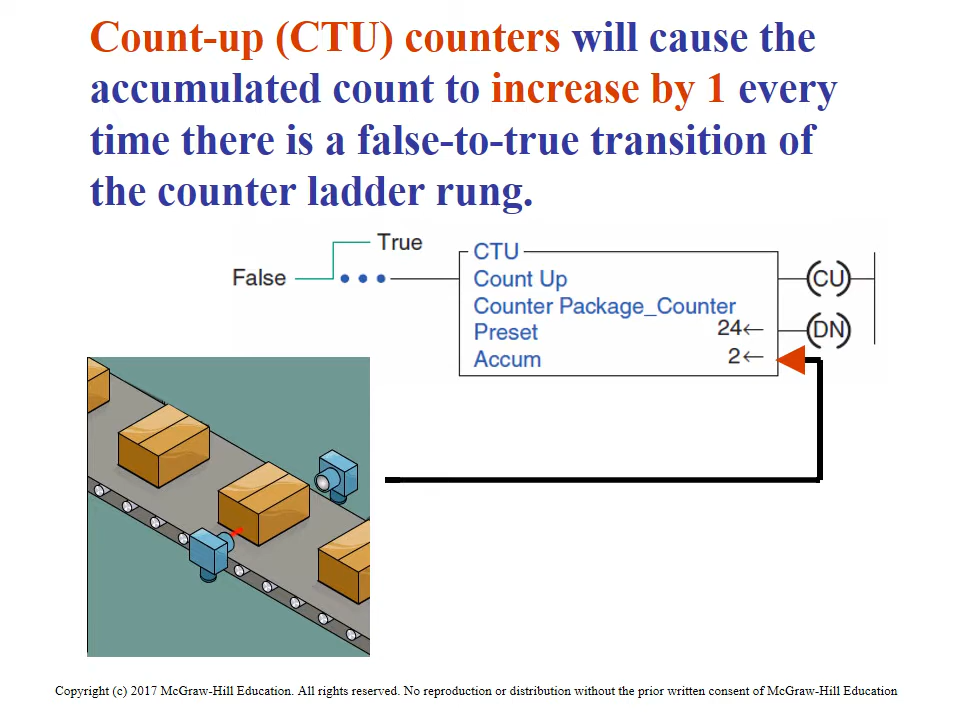 Count-up (CTU) counters will cause the
accumulated count to increase by 1 every
time there is a false-to-true transition of
the counter ladder rung.
True
False
CTU
Count Up
Counter Package_Counter
Preset 24←
Accum 2←
CU
DN
Copyright (c) 2017 McGraw-Hill Education. All rights reserved. No reproduction or distribution without the prior written consent of McGraw-Hill Education